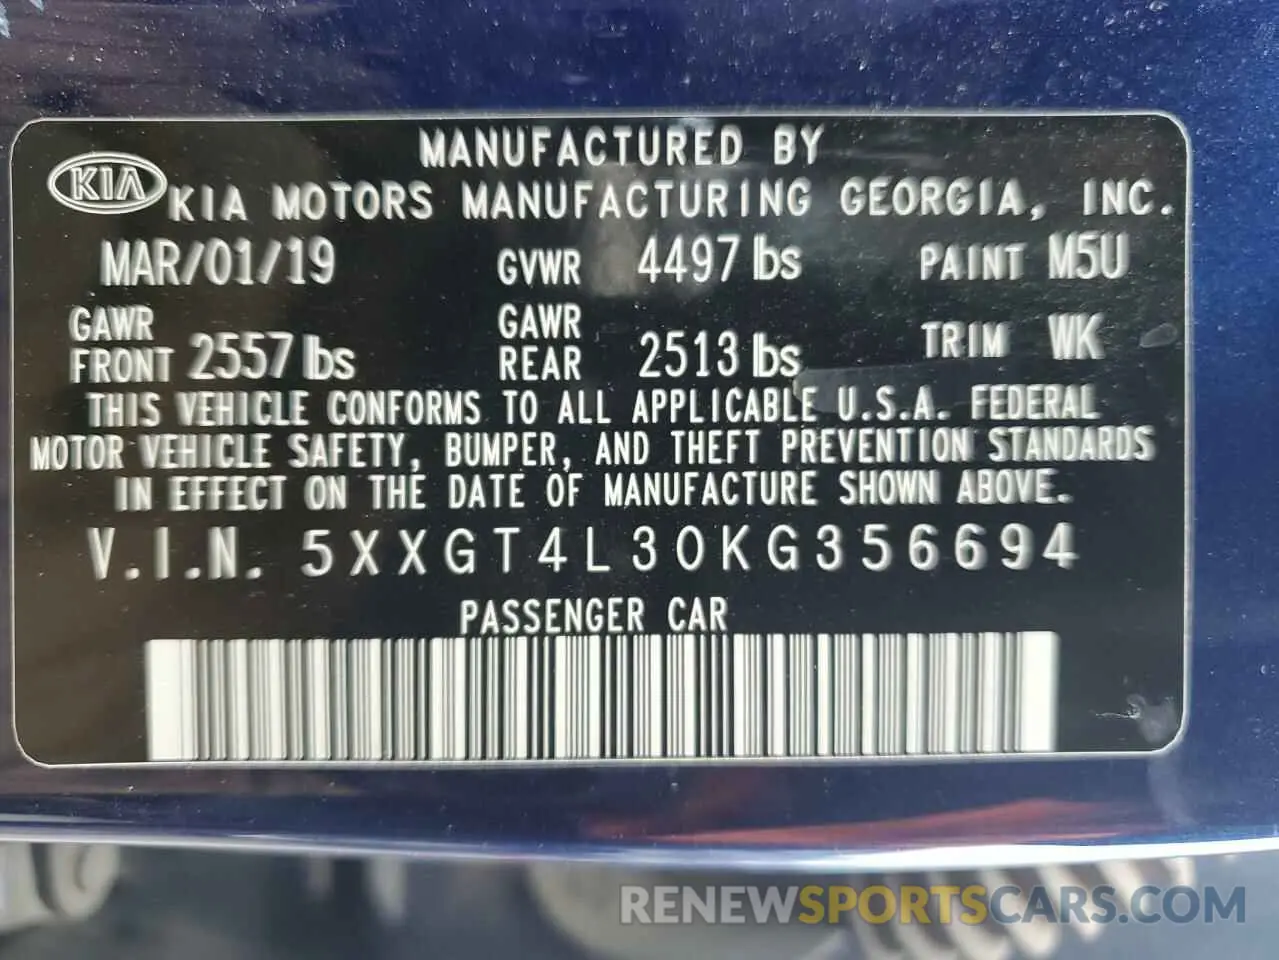 MANUFACTURED BY
KIA KIA MOTORS MANUFACTURING GEORGIA, INC.
MAR/01/19 GVWR 4497 lbs PAINT M5U
GAWR FRONT 2557 lbs GAWR REAR 2513 lbs TRIM WK
THIS VEHICLE CONFORMS TO ALL APPLICABLE U.S.A. FEDERAL
MOTOR VEHICLE SAFETY, BUMPER, AND THEFT PREVENTION STANDARDS
IN EFFECT ON THE DATE OF MANUFACTURE SHOWN ABOVE.
V.I.N. 5XXGT4L30KG356694
PASSENGER CAR
RENEWSPORTSCARS.COM